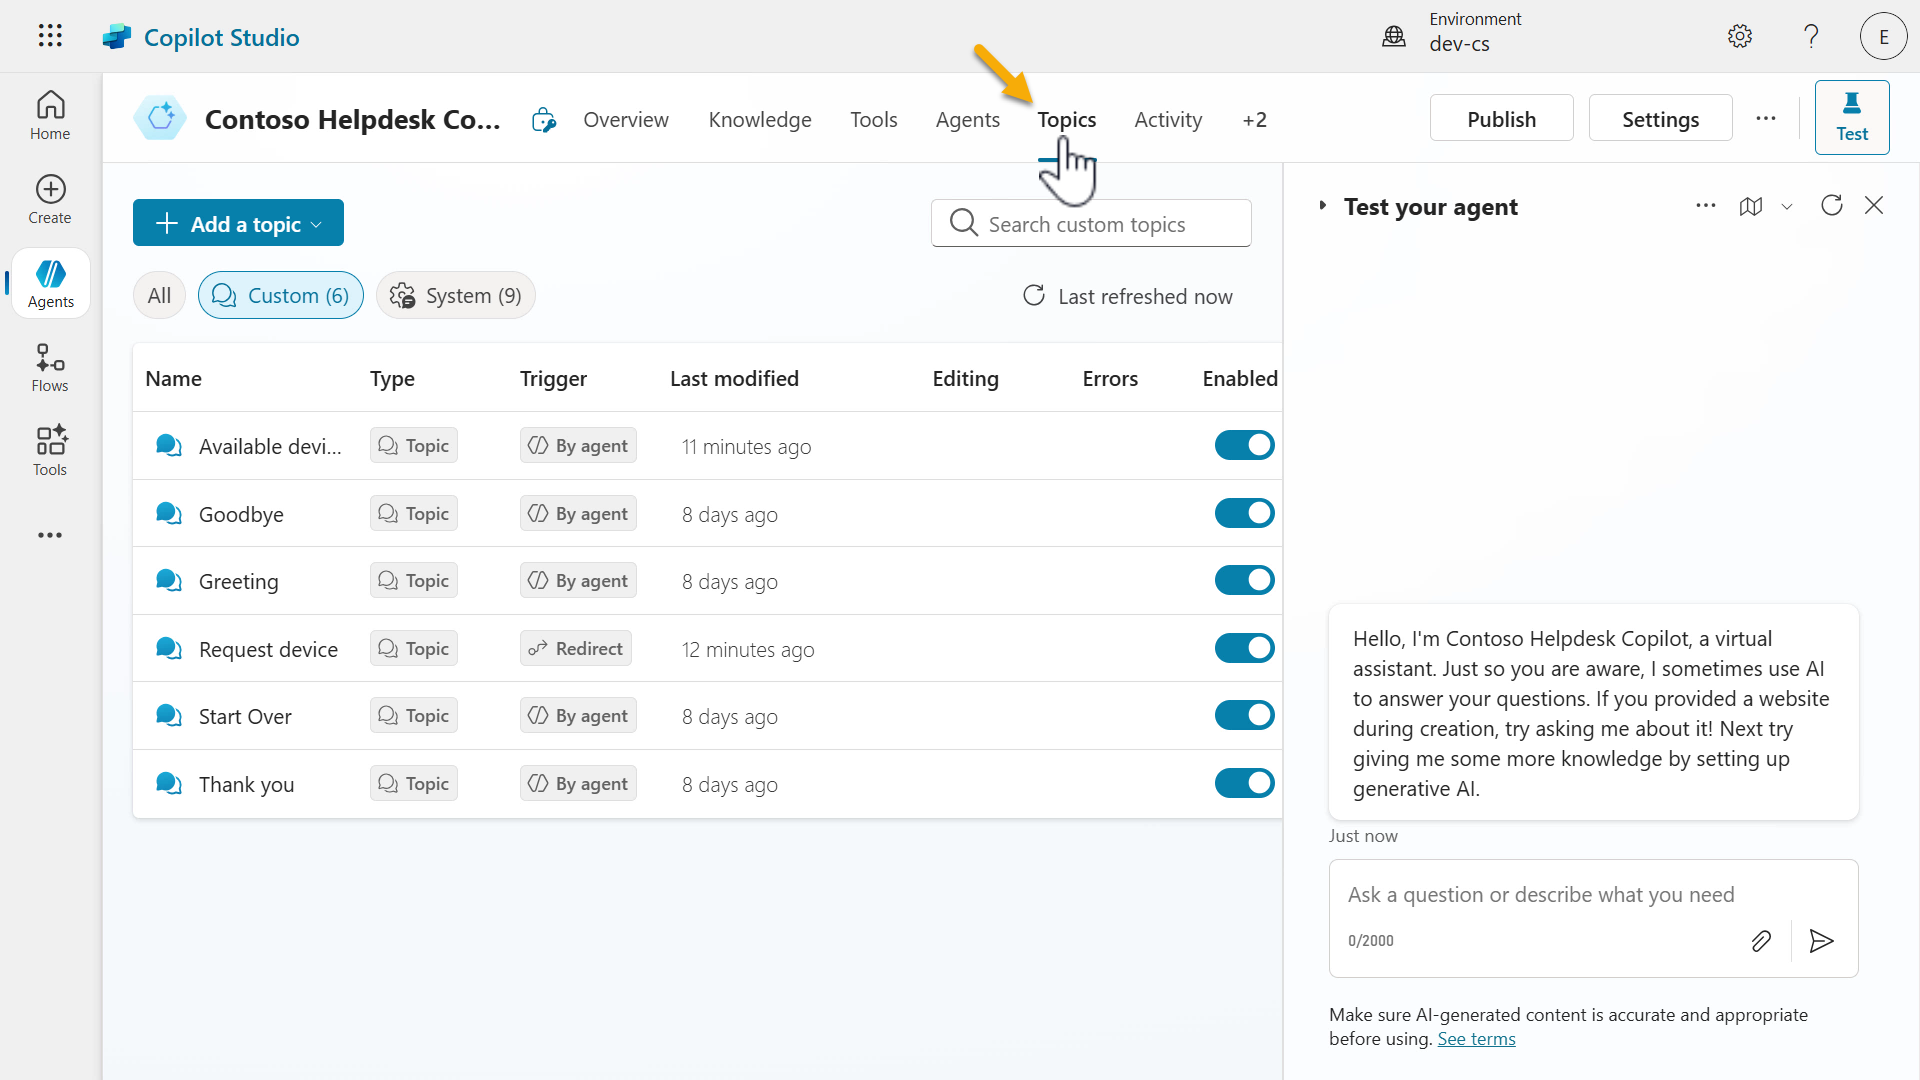 Copilot Studio
Environment
dev-cs
E
Home
Create
Agents
Flows
Tools
Contoso Helpdesk Co...
Overview
Knowledge
Tools
Agents
Topics
Activity
+2
Publish
Settings
Test
Add a topic
Search custom topics
All
Custom (6)
System (9)
Last refreshed now
Name Type Trigger Last modified Editing Errors Enabled
Available devi... Topic By agent 11 minutes ago
Goodbye Topic By agent 8 days ago
Greeting Topic By agent 8 days ago
Request device Topic Redirect 12 minutes ago
Start Over Topic By agent 8 days ago
Thank you Topic By agent 8 days ago
Test your agent
Hello, I'm Contoso Helpdesk Copilot, a virtual
assistant. Just so you are aware, I sometimes use AI
to answer your questions. If you provided a website
during creation, try asking me about it! Next try
giving me some more knowledge by setting up
generative AI.
Just now
Ask a question or describe what you need
0/2000
Make sure AI-generated content is accurate and appropriate
before using. See terms